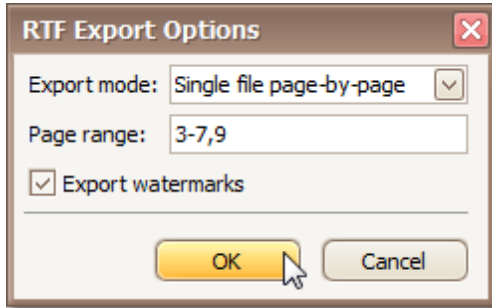 RTF Export Options
Export mode: Single file page-by-page
Page range: 3-7,9
Export watermarks
OK Cancel